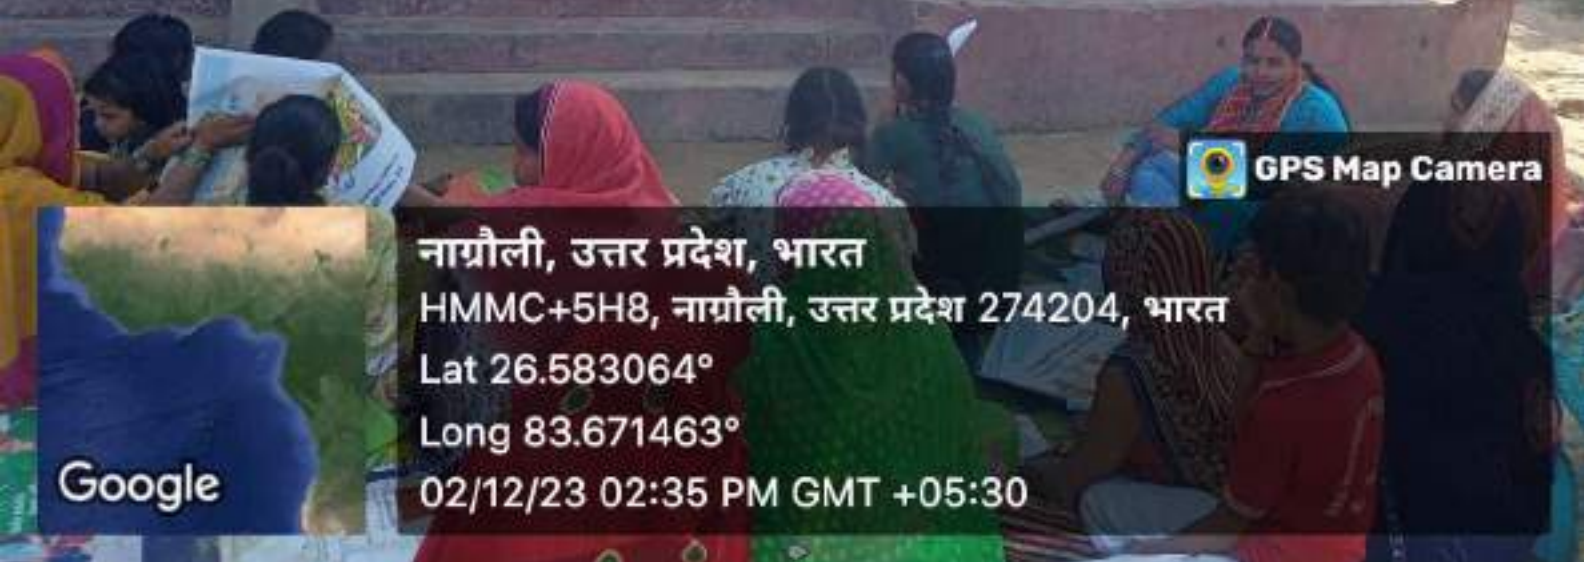 GPS Map Camera
नाग्रौली, उत्तर प्रदेश, भारत
HMMC+5H8, नाग्रौली, उत्तर प्रदेश 274204, भारत
Lat 26.583064°
Long 83.671463°
02/12/23 02:35 PM GMT +05:30
Google